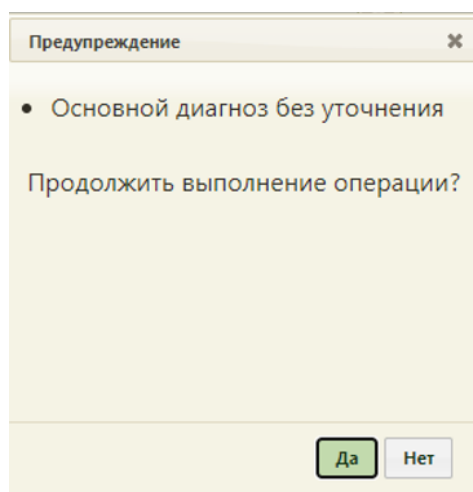 Предупреждение
• Основной диагноз без уточнения
Продолжить выполнение операции?
Да Нет